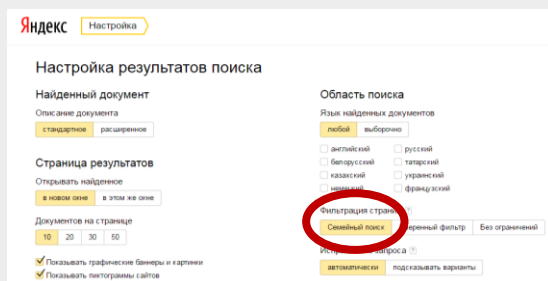 Яндекс Настройка
Настройка результатов поиска
Найденный документ
Описание документа
стандартное расширенное
Страница результатов
Открывать найденное
в новом окне в этом же окне
Документов на странице
10 20 30 50
Показывать графические баннеры и картинки
Показывать пиктограммы сайтов
Область поиска
Язык найденных документов
любой выборочно
английский русский
белорусский татарский
казахский украинский
немецкий французский
Фильтрация
Семейный поиск фильтр Без ограничений
автоматически подсказывать варианты